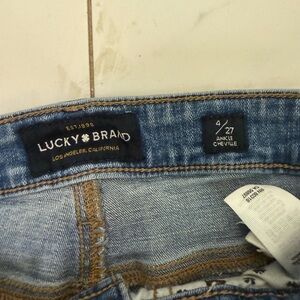 EST. 1990
LUCKY BRAND
LOS ANGELES, CALIFORNIA
4/27
ANKLE
CHEVILLE